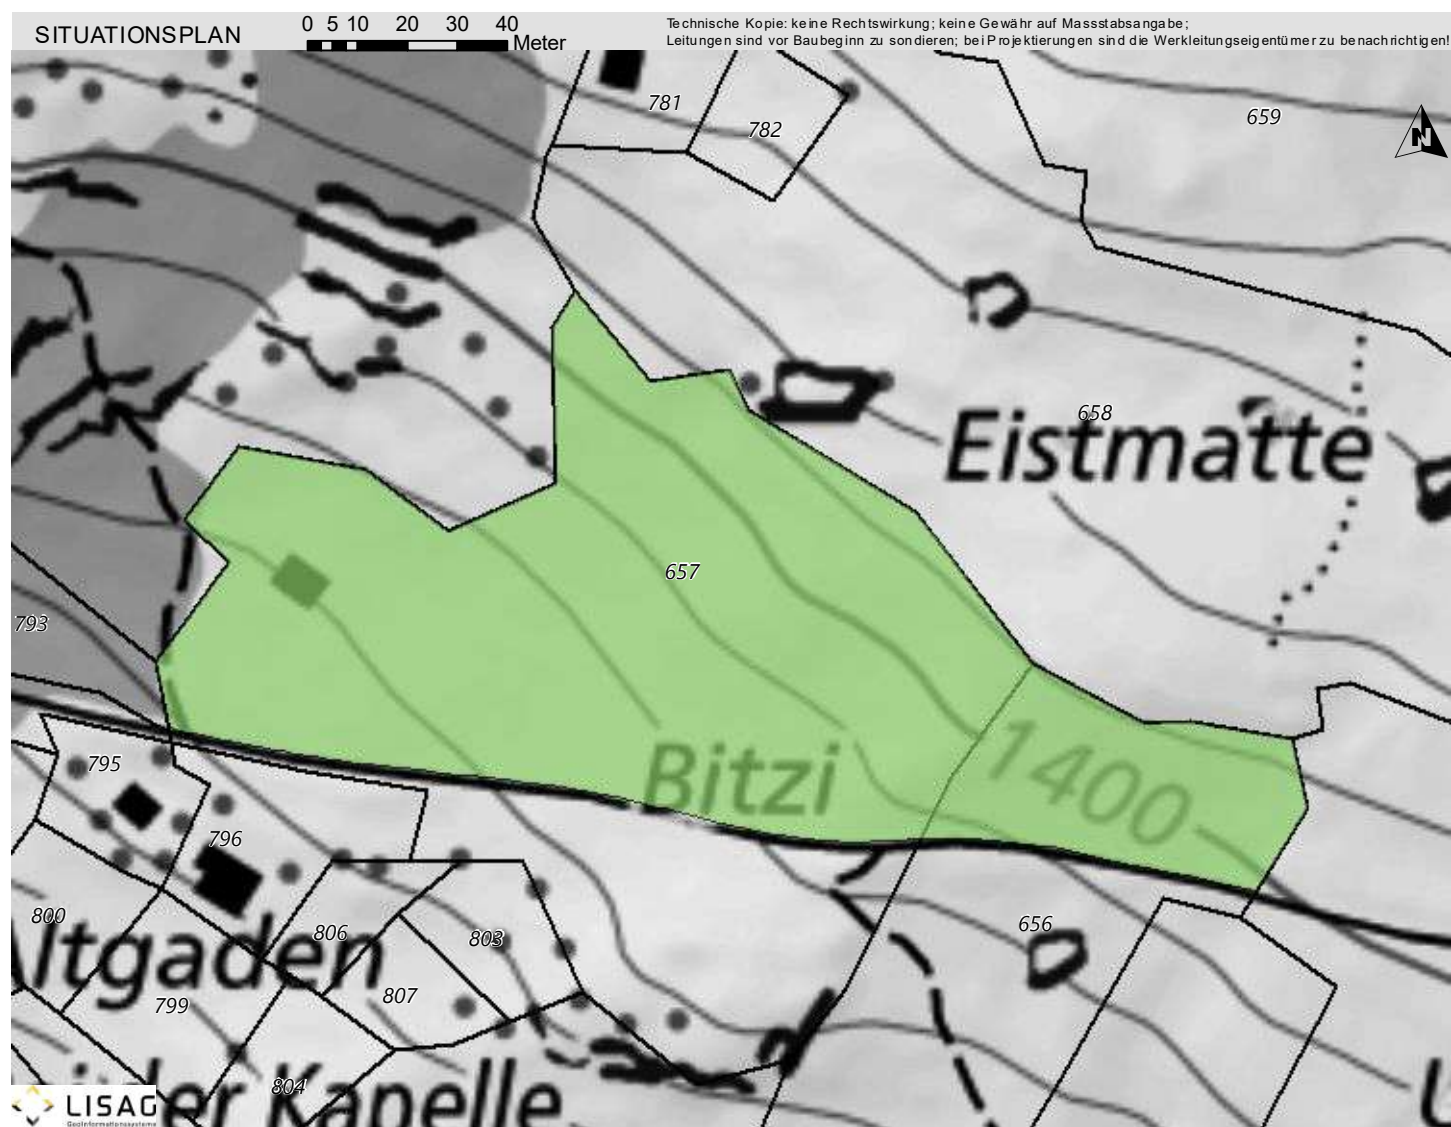 SITUATIONSPLAN
0 5 10 20 30 40
Meter
Technische Kopie: keine Rechtswirkung; keine Gewähr auf Massstabsangabe;
Leitungen sind vor Baubeginn zu sondieren; bei Projektierungen sind die Werkleitungseigentümer zu benachrichtigen!
781
782
659
N
658
Eistmatte
657
793
Bitzi
1400
795
796
800
806
803
656
Altgaden
799
807
804
der Kapelle
LISAG
Geoinformationssysteme